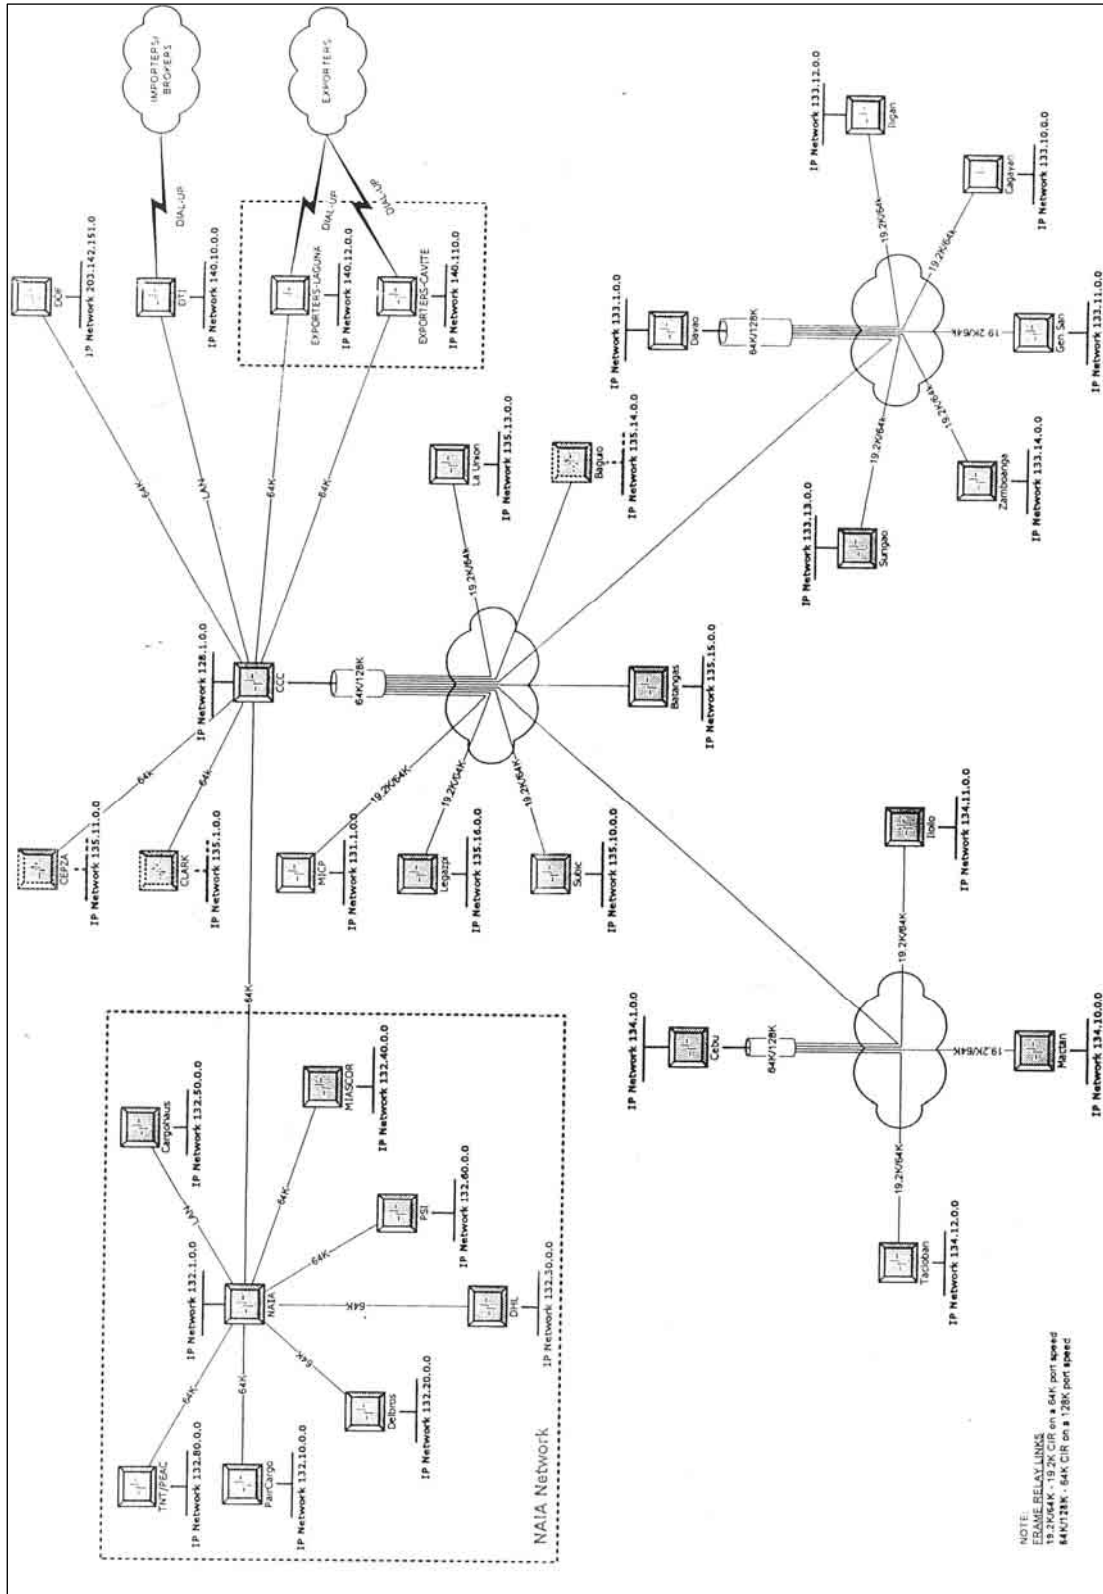 IMPORTERS/
BROKERS
EXPORTERS
DIAL-UP
DIAL-UP
DIAL-UP
DOF
IP Network 203.142.151.0
DTI
IP Network 140.10.0.0
EXPORTERS-LAGUNA
IP Network 140.12.0.0
EXPORTERS-CAVITE
IP Network 140.110.0
64K
LAN
64K
64K
IP Network 128.1.0.0
CCC
64K/128K
64k
64k
64K
CEPZA
IP Network 135.11.0.0
CLARK
IP Network 135.1.0.0
MICP
IP Network 131.1.0.0
Legazpi
IP Network 135.16.0.0
Subic
IP Network 135.10.0.0
19.2K/64K
19.2K/64K
19.2K/64K
19.2K/64k
La Union
IP Network 135.13.0.0
Baguio
IP Network 135.14.0.0
Batangas
IP Network 135.15.0.0
IP Network 133.1.0.0
Davao
64K/128K
IP Network 133.12.0.0
Iligan
19.2K/64k
Cagayan
IP Network 133.10.0.0
19.2K/64k
Gen San
IP Network 133.11.0.0
19.2K/64k
Zamboanga
IP Network 133.14.0.0
19.2K/64k
IP Network 133.13.0.0
19.2K/64k
IP Network 134.1.0.0
Cebu
64K/128K
Iloilo
IP Network 134.11.0.0
19.2K/64K
Mactan
IP Network 134.10.0.0
19.2K/64K
Tacloban
IP Network 134.12.0.0
19.2K/64K
Cargohaus
IP Network 132.50.0.0
LAN
MIASCOR
IP Network 132.40.0.0
64K
PSI
IP Network 132.60.0.0
64K
IP Network 132.1.0.0
NAIA
DHL
IP Network 132.30.0.0
64K
Delbros
IP Network 132.20.0.0
64K
TNT/PEAC
IP Network 132.80.0.0
64K
PairCargo
IP Network 132.10.0.0
64K
NAIA Network
NOTE:
FRAME RELAY LINKS
19.2K/64K - 19.2K CIR on a 64K port speed
64K/128K - 64K CIR on a 128K port speed